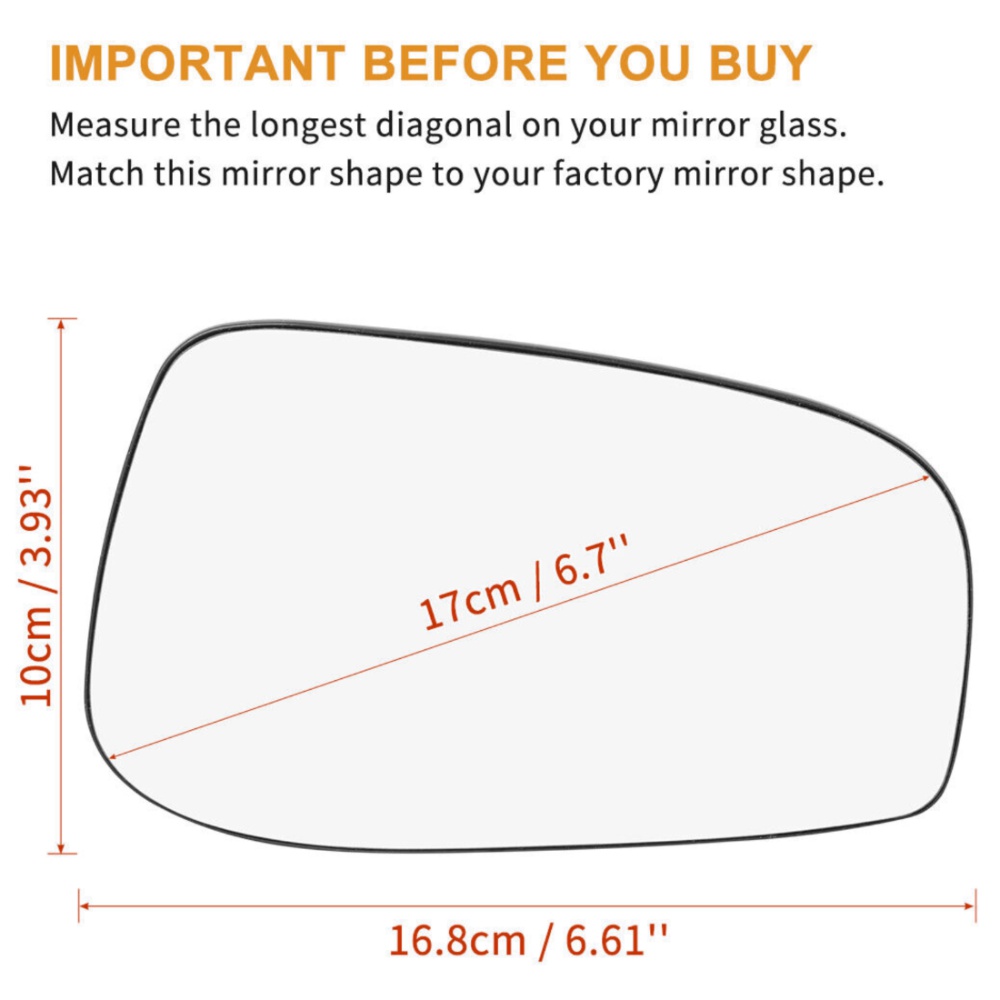 IMPORTANT BEFORE YOU BUY
Measure the longest diagonal on your mirror glass.
Match this mirror shape to your factory mirror shape.
10cm / 3.93''
17cm / 6.7''
16.8cm / 6.61''